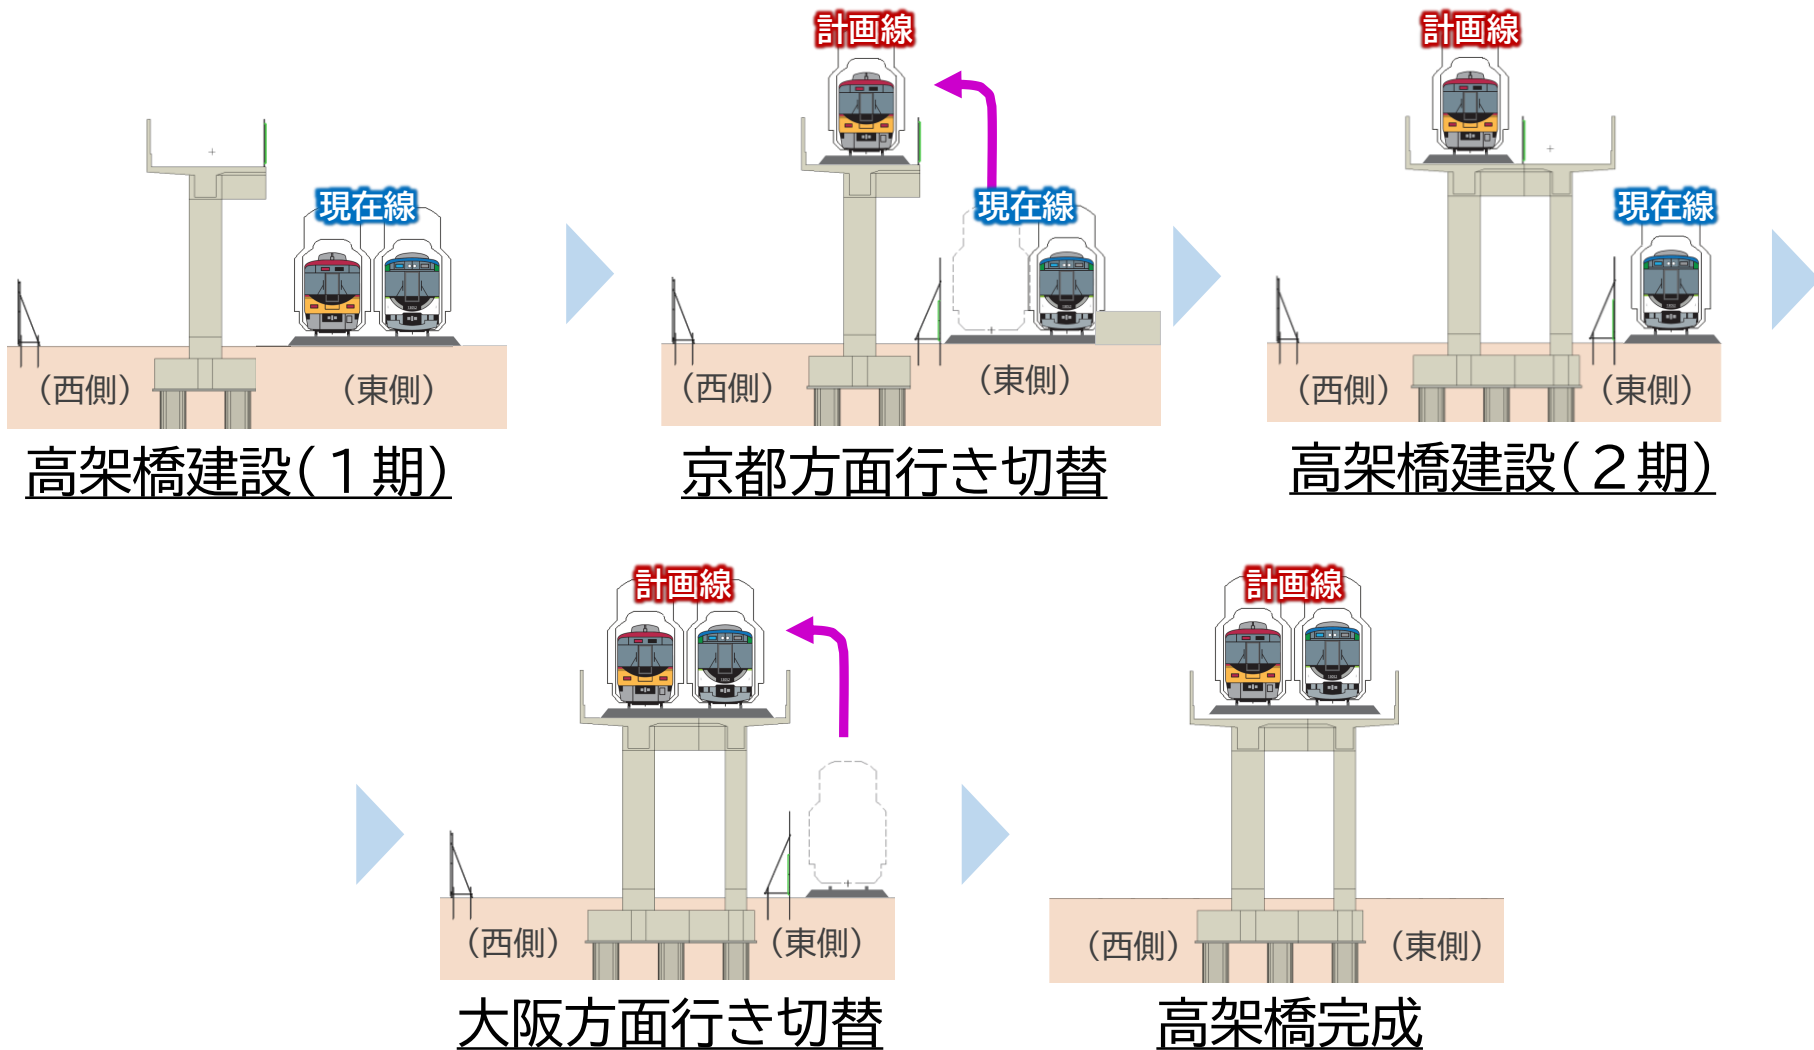 計画線
計画線
現在線
現在線
現在線
（西側）
（東側）
（西側）
（東側）
（西側）
（東側）
高架橋建設（１期）
京都方面行き切替
高架橋建設（２期）
計画線
計画線
（西側）
（東側）
（西側）
（東側）
大阪方面行き切替
高架橋完成